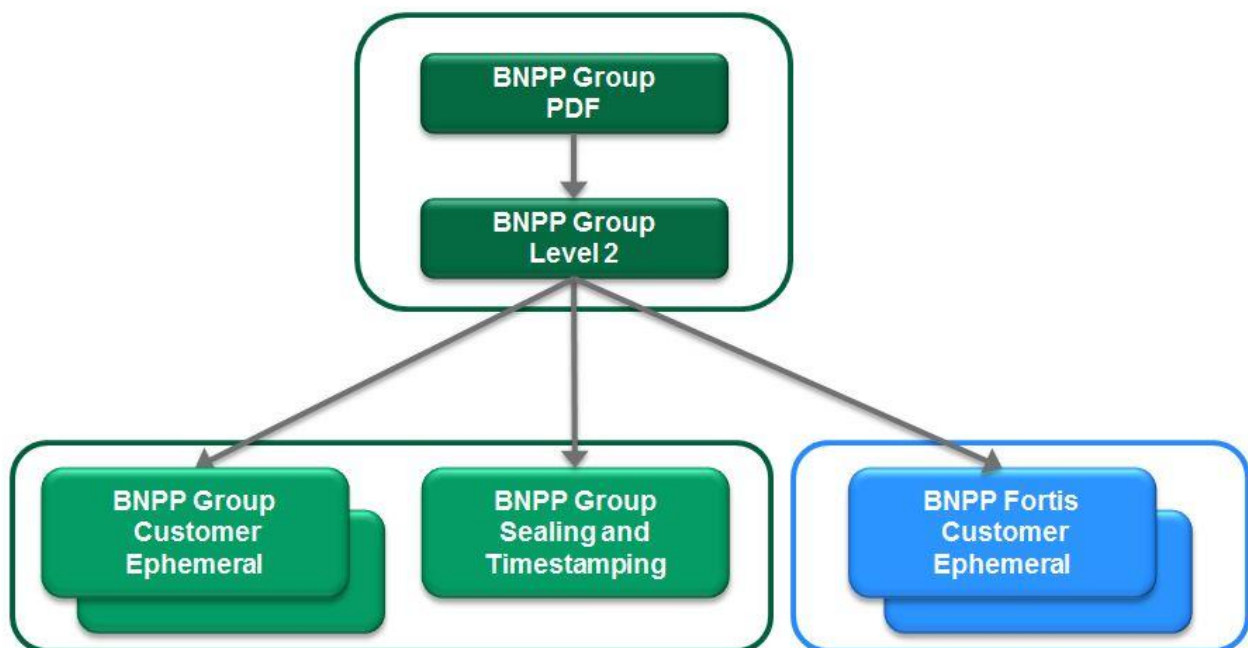 BNPP Group
PDF
BNPP Group
Level 2
BNPP Group
Customer
Ephemeral
BNPP Group
Sealing and
Timestamping
BNPP Fortis
Customer
Ephemeral